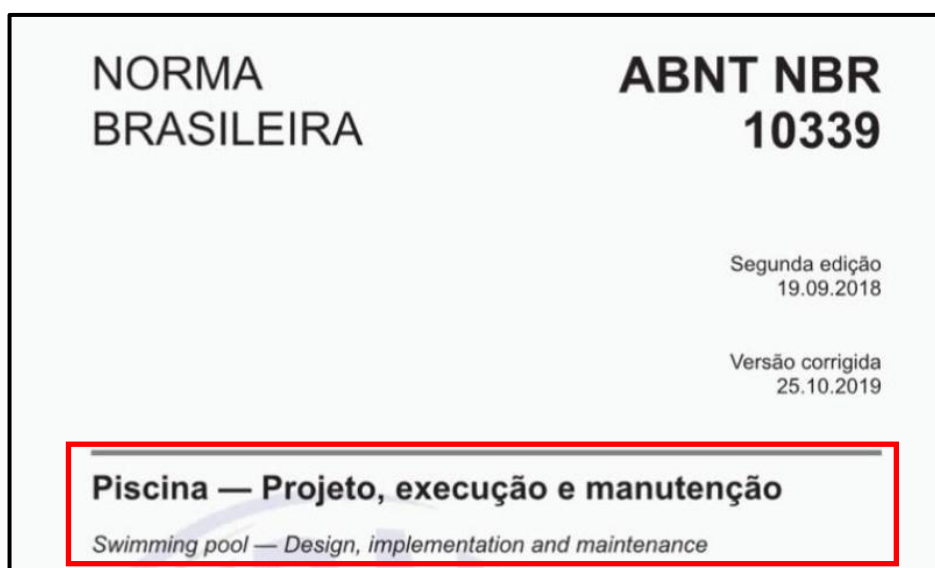 NORMA
BRASILEIRA
ABNT NBR
10339
Segunda edição
19.09.2018
Versão corrigida
25.10.2019
Piscina — Projeto, execução e manutenção
Swimming pool — Design, implementation and maintenance